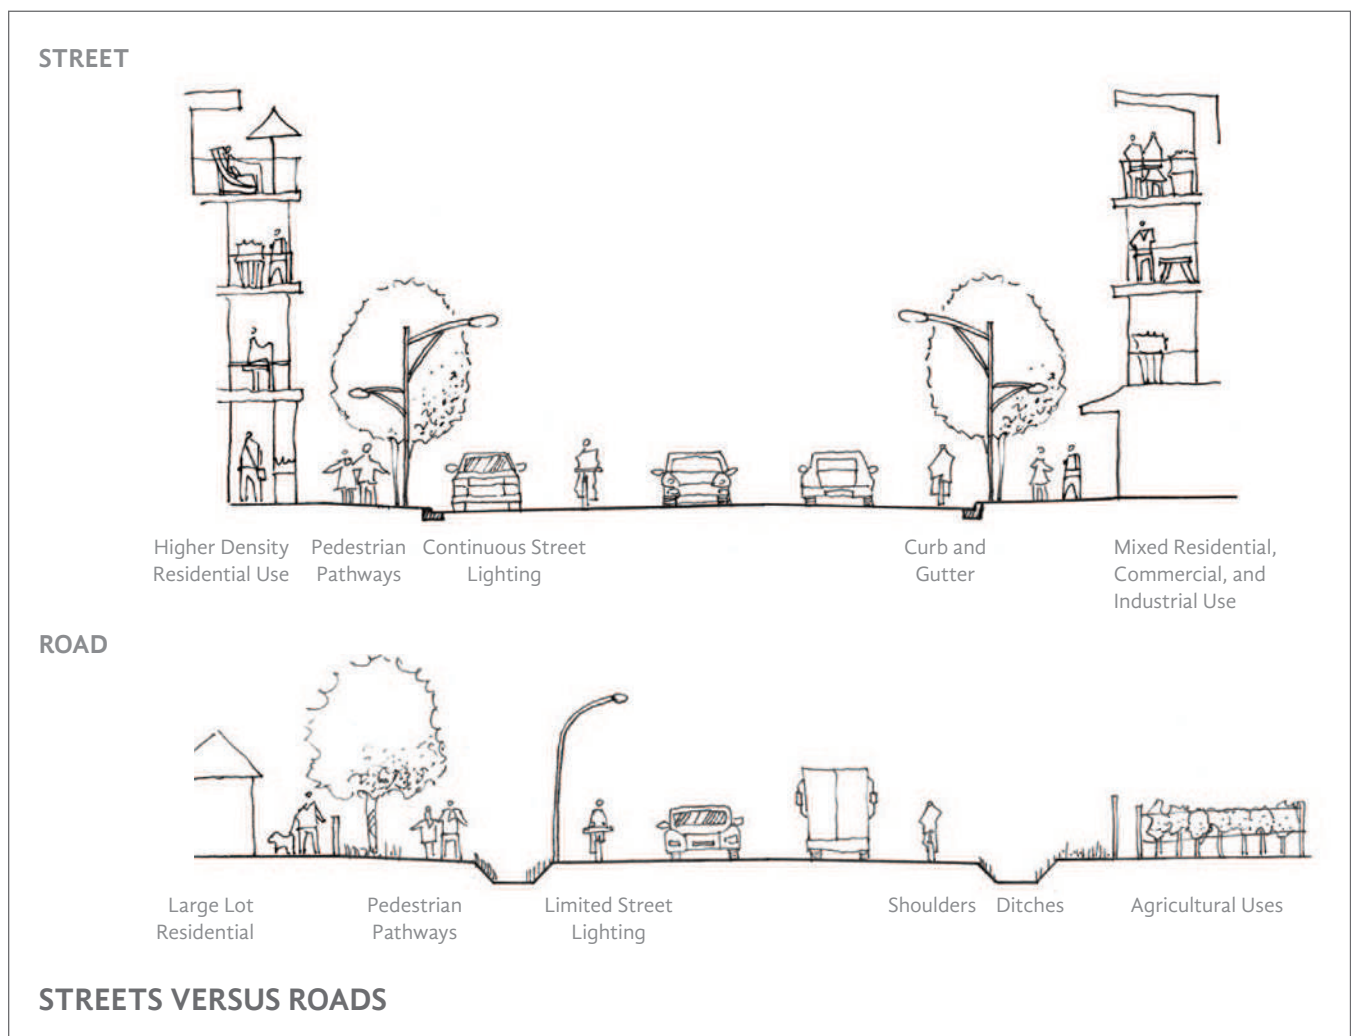 STREET
Higher Density
Residential Use
Pedestrian
Pathways
Continuous Street
Lighting
Curb and
Gutter
Mixed Residential,
Commercial, and
Industrial Use
ROAD
Large Lot
Residential
Pedestrian
Pathways
Limited Street
Lighting
Shoulders
Ditches
Agricultural Uses
STREETS VERSUS ROADS